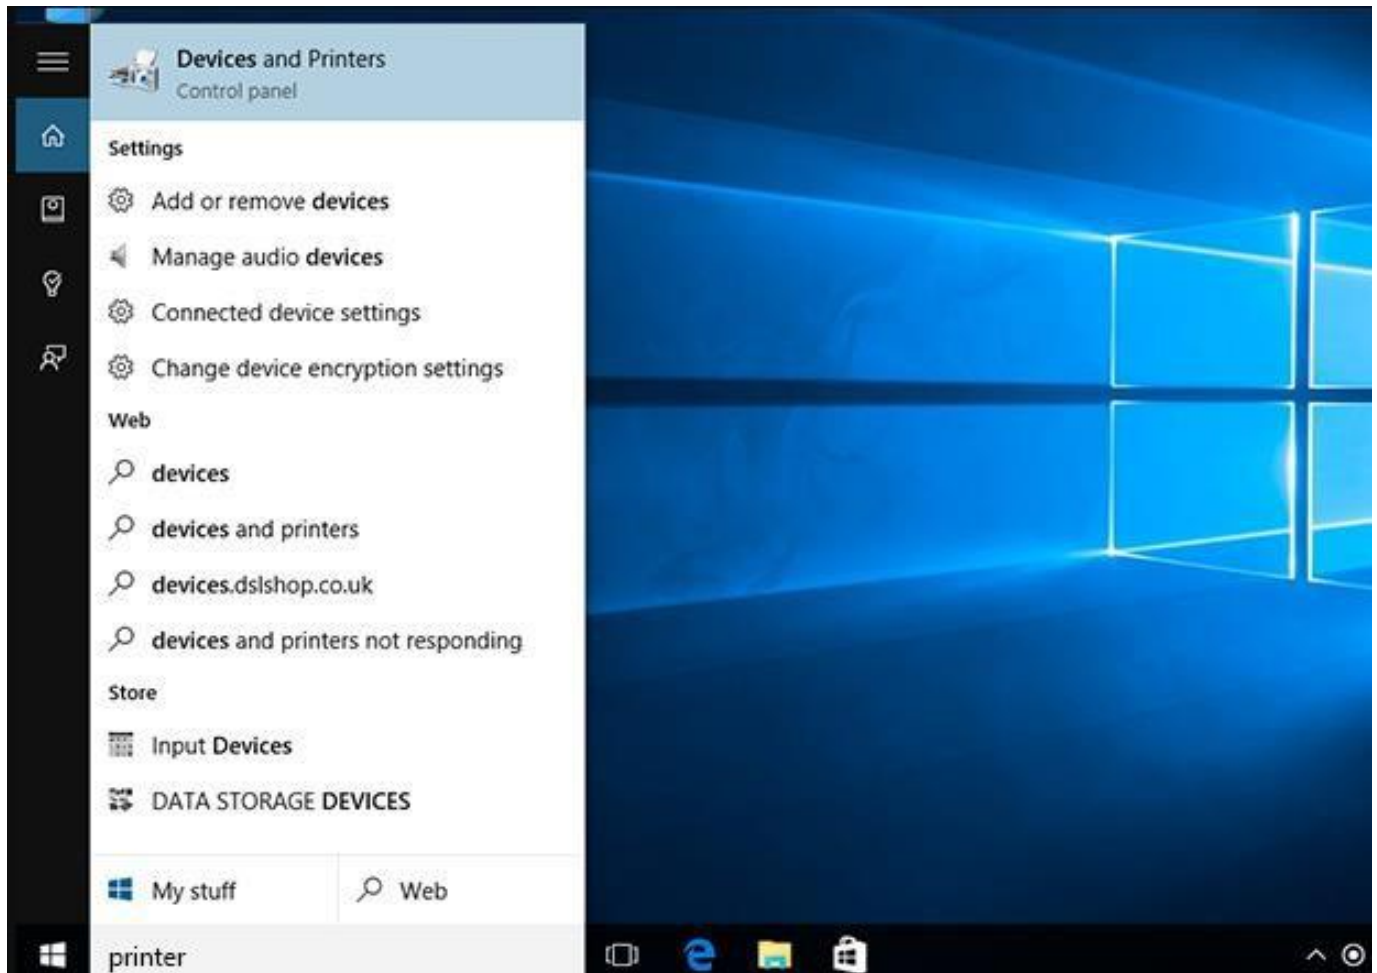 Devices and Printers
Control panel
Settings
Add or remove devices
Manage audio devices
Connected device settings
Change device encryption settings
Web
devices
devices and printers
devices.dslshop.co.uk
devices and printers not responding
Store
Input Devices
DATA STORAGE DEVICES
My stuff
Web
printer